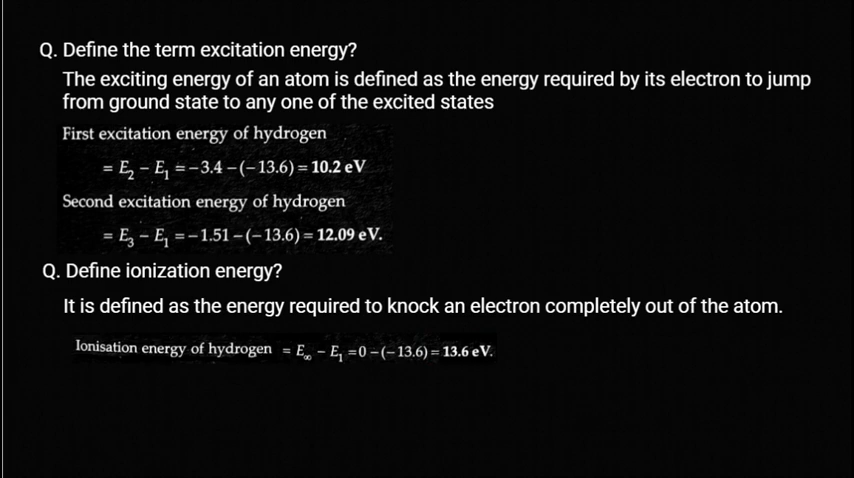 Q. Define the term excitation energy?
The exciting energy of an atom is defined as the energy required by its electron to jump
from ground state to any one of the excited states
First excitation energy of hydrogen
= E₂ − E₁ = −3.4 − (−13.6) = 10.2 eV
Second excitation energy of hydrogen
= E₃ − E₁ = −1.51 − (−13.6) = 12.09 eV.
Q. Define ionization energy?
It is defined as the energy required to knock an electron completely out of the atom.
Ionisation energy of hydrogen = E∞ − E₁ = 0 − (−13.6) = 13.6 eV.